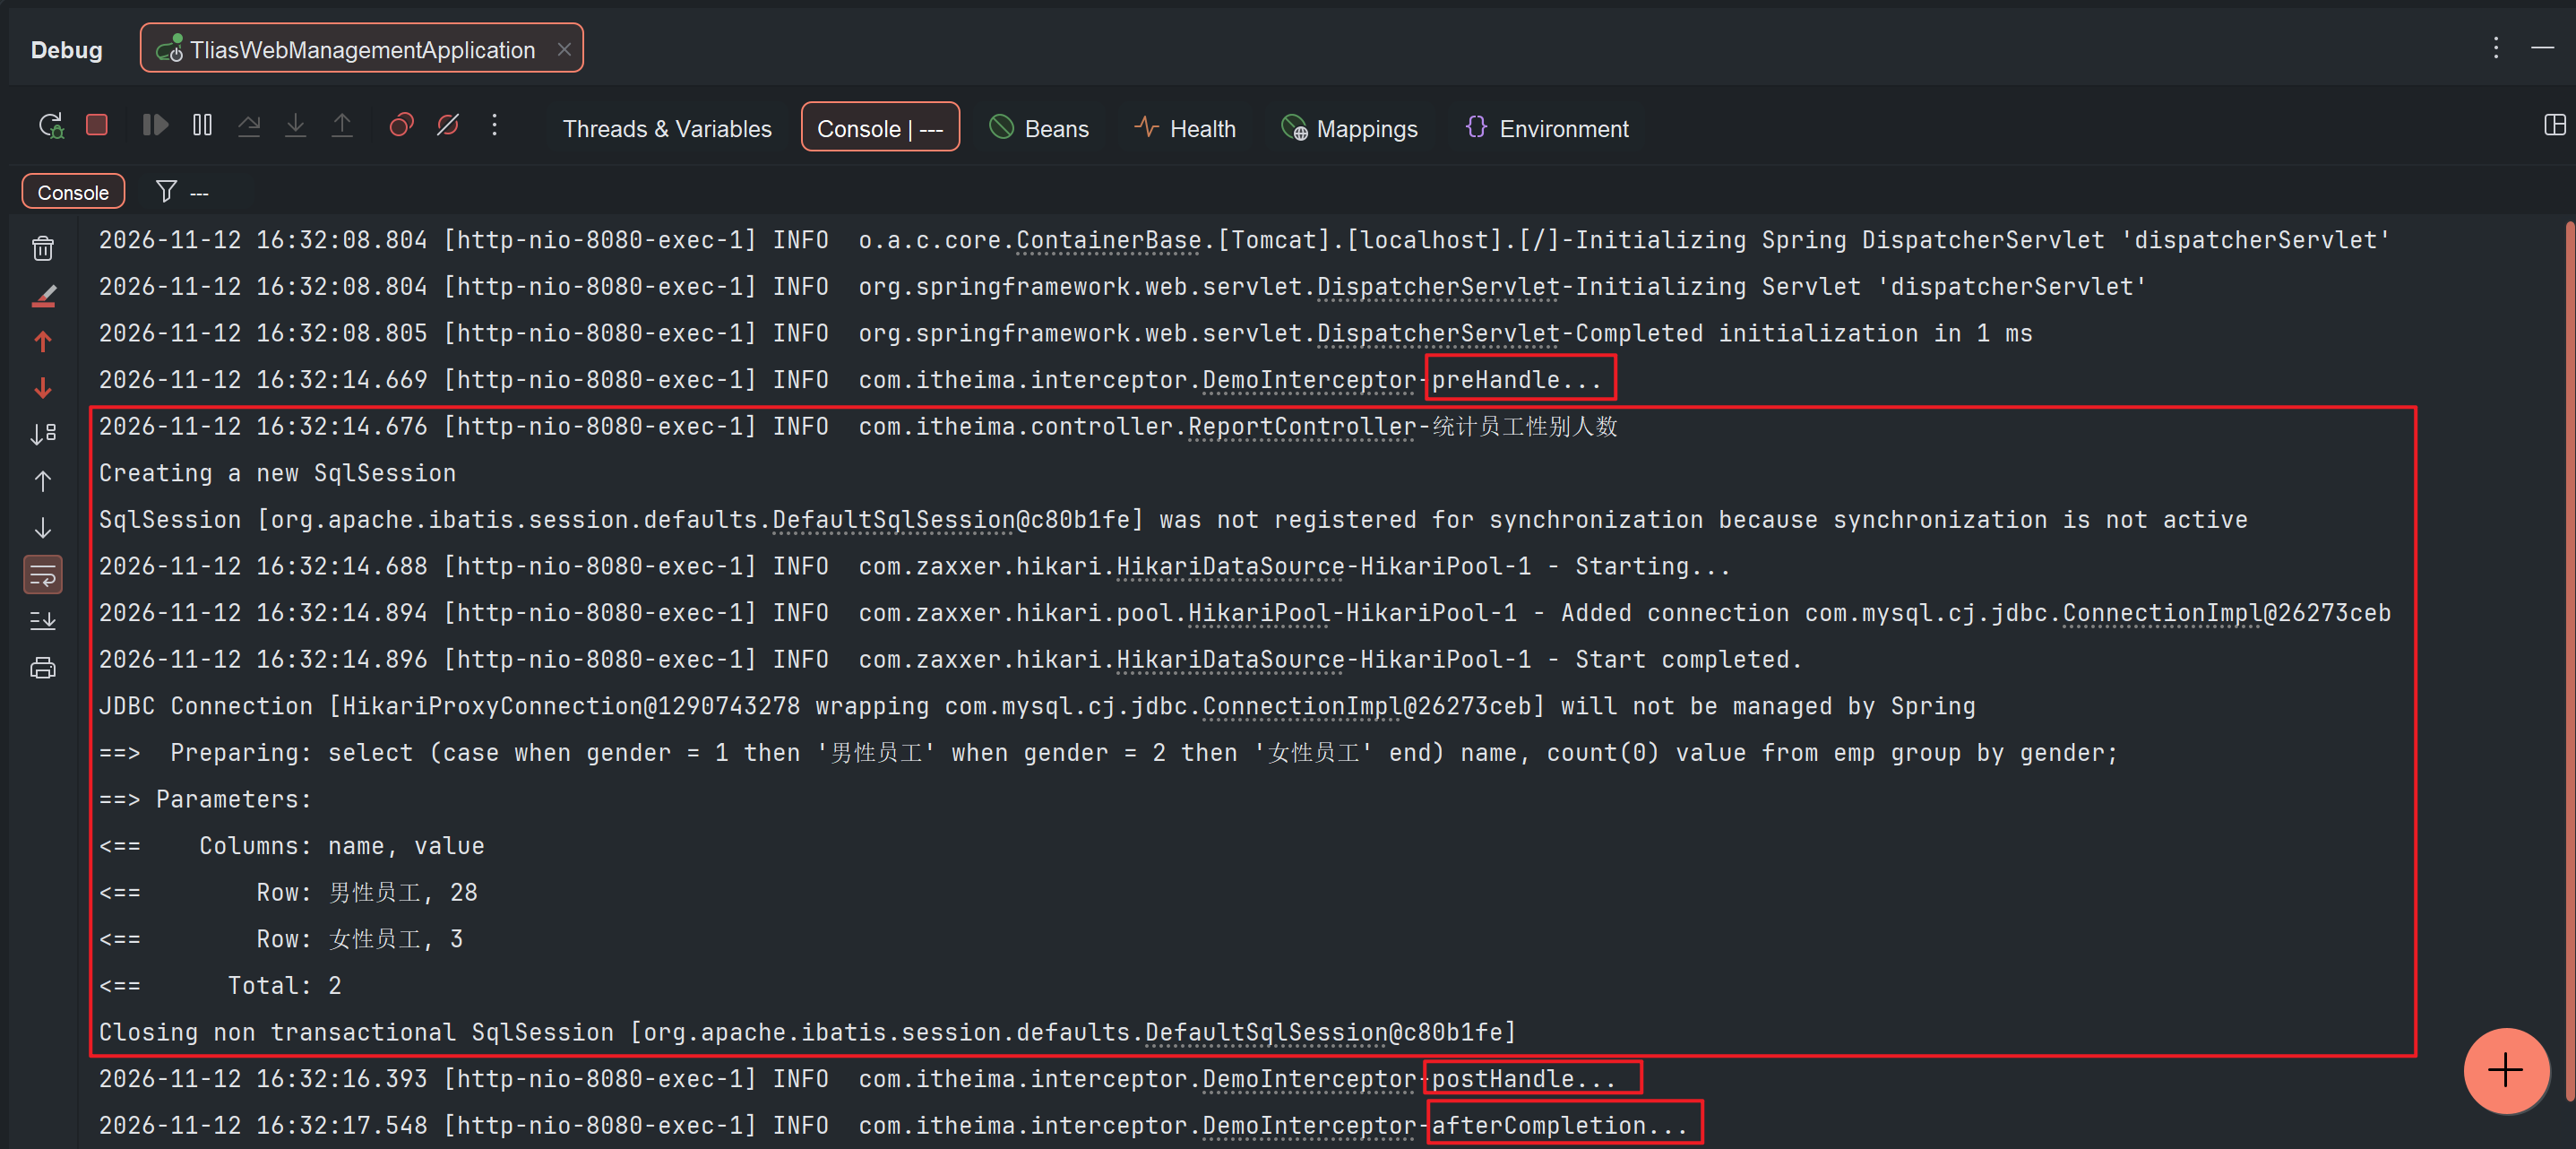 Debug TliasWebManagementApplication
Threads & Variables Console | --- Beans Health Mappings Environment
Console ---
2026-11-12 16:32:08.804 [http-nio-8080-exec-1] INFO  o.a.c.core.ContainerBase.[Tomcat].[localhost].[/]-Initializing Spring DispatcherServlet 'dispatcherServlet'
2026-11-12 16:32:08.804 [http-nio-8080-exec-1] INFO  org.springframework.web.servlet.DispatcherServlet-Initializing Servlet 'dispatcherServlet'
2026-11-12 16:32:08.805 [http-nio-8080-exec-1] INFO  org.springframework.web.servlet.DispatcherServlet-Completed initialization in 1 ms
2026-11-12 16:32:14.669 [http-nio-8080-exec-1] INFO  com.itheima.interceptor.DemoInterceptor-preHandle...
2026-11-12 16:32:14.676 [http-nio-8080-exec-1] INFO  com.itheima.controller.ReportController-统计员工性别人数
Creating a new SqlSession
SqlSession [org.apache.ibatis.session.defaults.DefaultSqlSession@c80b1fe] was not registered for synchronization because synchronization is not active
2026-11-12 16:32:14.688 [http-nio-8080-exec-1] INFO  com.zaxxer.hikari.HikariDataSource-HikariPool-1 - Starting...
2026-11-12 16:32:14.894 [http-nio-8080-exec-1] INFO  com.zaxxer.hikari.pool.HikariPool-HikariPool-1 - Added connection com.mysql.cj.jdbc.ConnectionImpl@26273ceb
2026-11-12 16:32:14.896 [http-nio-8080-exec-1] INFO  com.zaxxer.hikari.HikariDataSource-HikariPool-1 - Start completed.
JDBC Connection [HikariProxyConnection@1290743278 wrapping com.mysql.cj.jdbc.ConnectionImpl@26273ceb] will not be managed by Spring
==>  Preparing: select (case when gender = 1 then '男性员工' when gender = 2 then '女性员工' end) name, count(0) value from emp group by gender;
==> Parameters:
<==    Columns: name, value
<==        Row: 男性员工, 28
<==        Row: 女性员工, 3
<==      Total: 2
Closing non transactional SqlSession [org.apache.ibatis.session.defaults.DefaultSqlSession@c80b1fe]
2026-11-12 16:32:16.393 [http-nio-8080-exec-1] INFO  com.itheima.interceptor.DemoInterceptor-postHandle...
2026-11-12 16:32:17.548 [http-nio-8080-exec-1] INFO  com.itheima.interceptor.DemoInterceptor-afterCompletion...